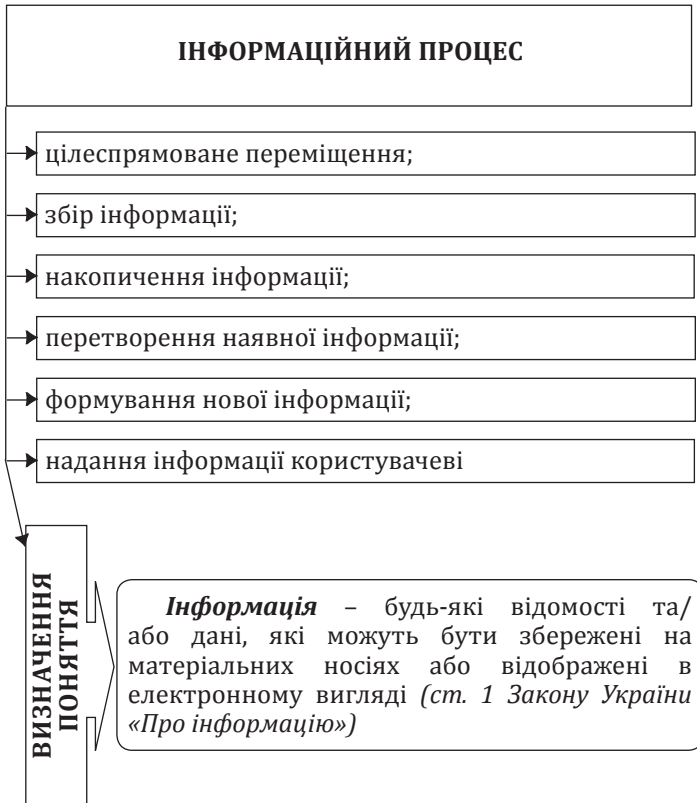 ІНФОРМАЦІЙНИЙ ПРОЦЕС
цілеспрямоване переміщення;
збір інформації;
накопичення інформації;
перетворення наявної інформації;
формування нової інформації;
надання інформації користувачеві
ВИЗНАЧЕННЯ
ПОНЯТТЯ
Інформація – будь-які відомості та/
або дані, які можуть бути збережені на
матеріальних носіях або відображені в
електронному вигляді (ст. 1 Закону України
«Про інформацію»)